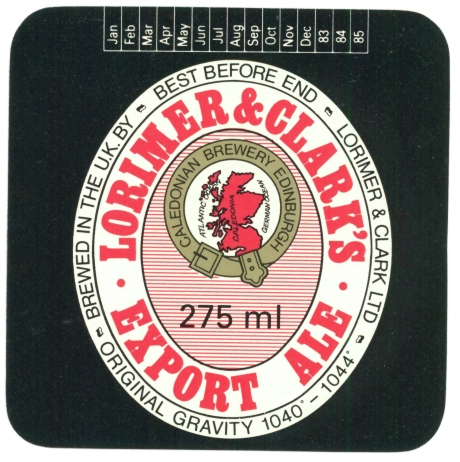 Jan Feb Mar Apr May Jun Jul Aug Sep Oct Nov Dec 83 84 85
BREWED IN THE U.K. BY
BEST BEFORE END
LORIMER & CLARK LTD
ORIGINAL GRAVITY 1040° – 1044°
LORIMER & CLARK'S
EXPORT ALE
CALEDONIAN BREWERY EDINBURGH
ATLANTIC OCEAN
CALEDONIA
GERMAN OCEAN
275 ml